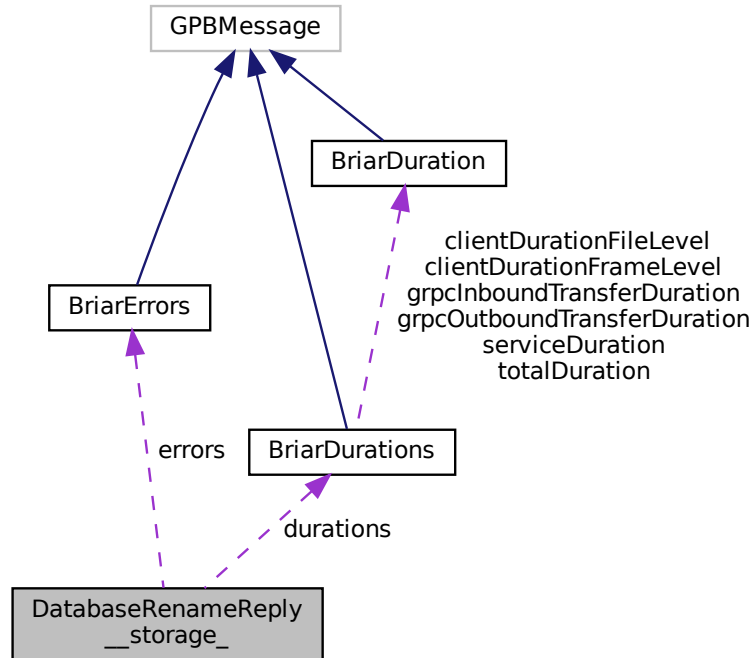 GPBMessage
BriarDuration
clientDurationFileLevel
clientDurationFrameLevel
grpcInboundTransferDuration
grpcOutboundTransferDuration
serviceDuration
totalDuration
BriarErrors
BriarDurations
errors
durations
DatabaseRenameReply
__storage_